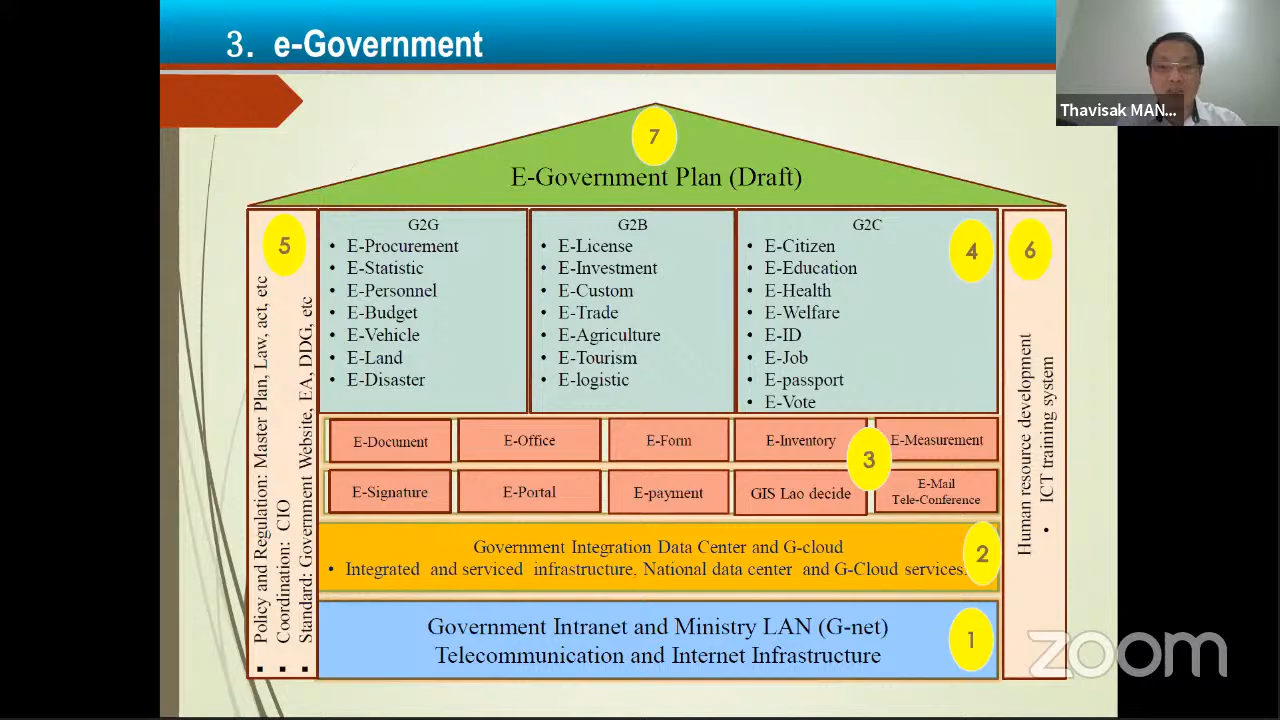 3. e-Government
Thavisak MAN...
7
E-Government Plan (Draft)
5
Policy and Regulation: Master Plan, Law, act, etc
Coordination: CIO
Standard: Government Website, EA, DDG, etc
G2G
• E-Procurement
• E-Statistic
• E-Personnel
• E-Budget
• E-Vehicle
• E-Land
• E-Disaster
G2B
• E-License
• E-Investment
• E-Custom
• E-Trade
• E-Agriculture
• E-Tourism
• E-logistic
G2C
• E-Citizen
• E-Education
• E-Health
• E-Welfare
• E-ID
• E-Job
• E-passport
• E-Vote
4
6
Human resource development
• ICT training system
E-Document
E-Office
E-Form
E-Inventory
E-Measurement
3
E-Signature
E-Portal
E-payment
GIS Lao decide
E-Mail
Tele-Conference
Government Integration Data Center and G-cloud
• Integrated and serviced infrastructure, National data center and G-Cloud services.
2
Government Intranet and Ministry LAN (G-net)
Telecommunication and Internet Infrastructure
1
zoom